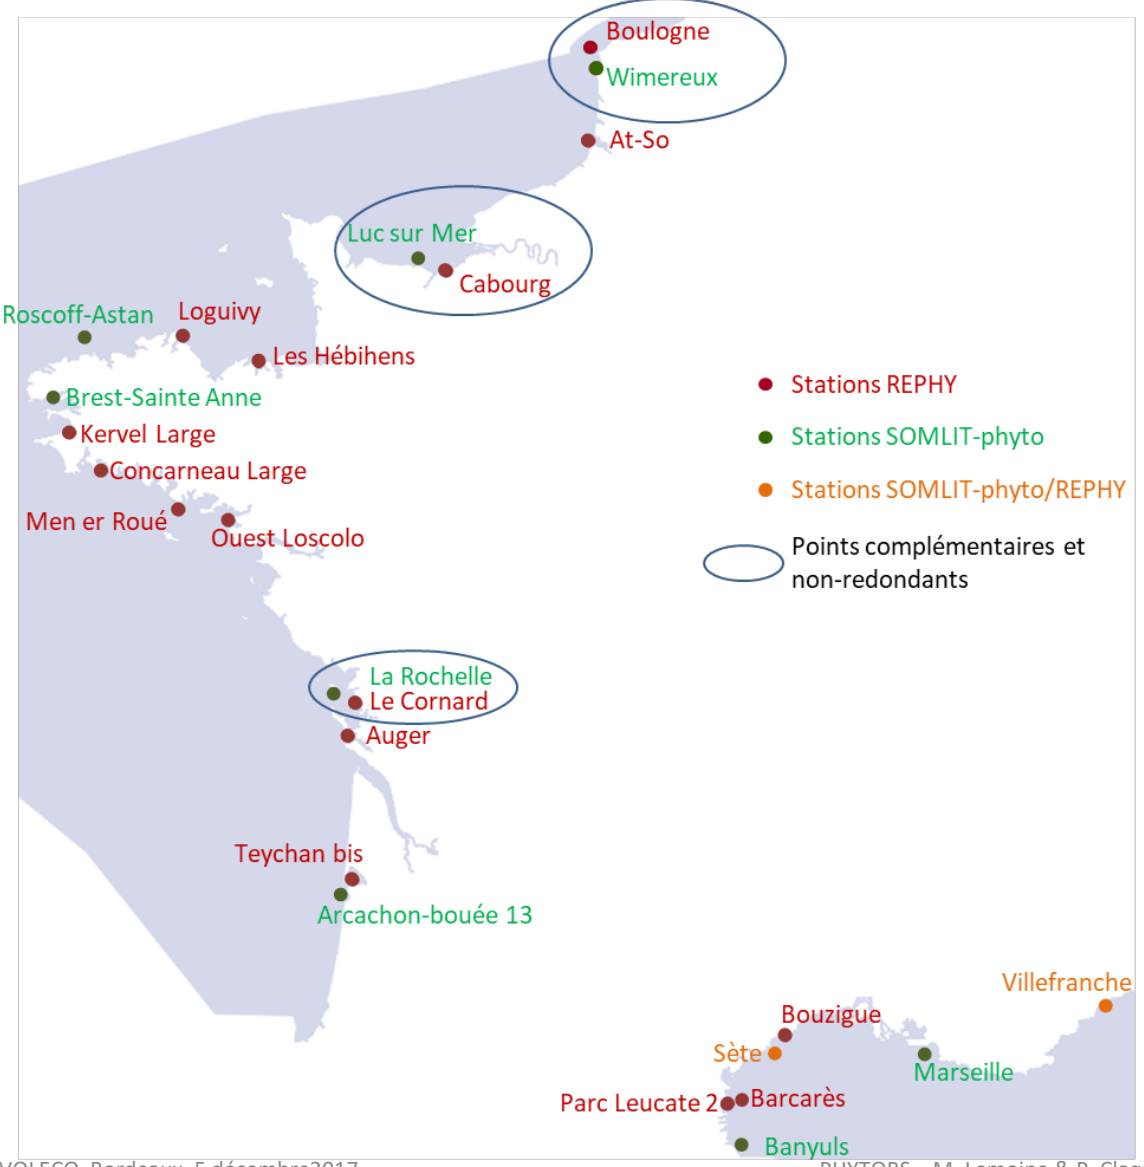 Boulogne
Wimereux
At-So
Luc sur Mer
Cabourg
Roscoff-Astan
Loguivy
Les Hébihens
Stations REPHY
Brest-Sainte Anne
Kervel Large
Stations SOMLIT-phyto
Concarneau Large
Stations SOMLIT-phyto/REPHY
Men er Roué
Ouest Loscolo
Points complémentaires et
non-redondants
La Rochelle
Le Cornard
Auger
Teychan bis
Arcachon-bouée 13
Villefranche
Bouzigue
Sète
Marseille
Parc Leucate 2
Barcarès
Banyuls